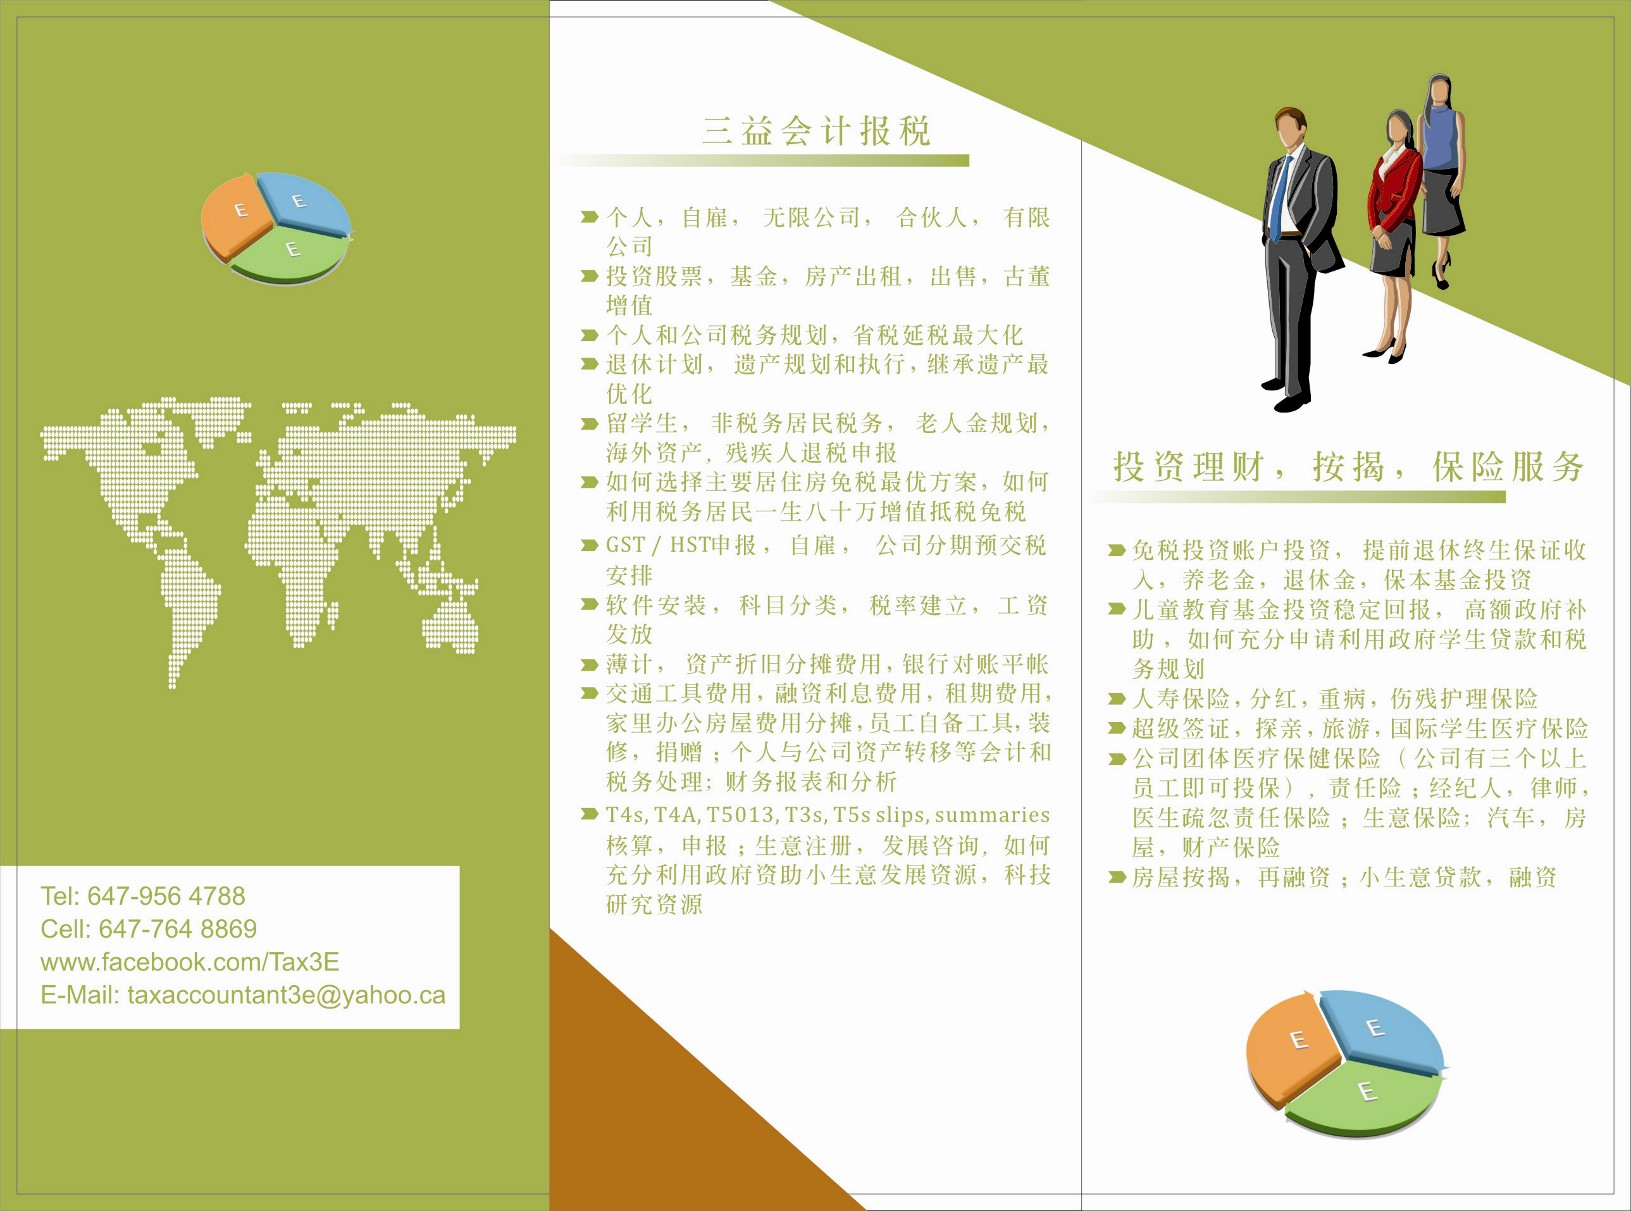 E
E
E
Tel: 647-956 4788
Cell: 647-764 8869
www.facebook.com/Tax3E
E-Mail: taxaccountant3e@yahoo.ca
三益会计报税
个人，自雇， 无限公司， 合伙人， 有限
公司
投资股票，基金，房产出租，出售，古董
增值
个人和公司税务规划，省税延税最大化
退休计划， 遗产规划和执行，继承遗产最
优化
留学生， 非税务居民税务， 老人金规划，
海外资产，残疾人退税申报
如何选择主要居住房免税最优方案，如何
利用税务居民一生八十万增值抵税免税
GST / HST申报， 自雇， 公司分期预交税
安排
软件安装， 科目分类， 税率建立，工资
发放
薄计， 资产折旧分摊费用，银行对账平帐
交通工具费用，融资利息费用，租期费用，
家里办公房屋费用分摊，员工自备工具，装
修，捐赠；个人与公司资产转移等会计和
税务处理；财务报表和分析
T4s, T4A, T5013, T3s, T5s slips, summaries
核算，申报；生意注册， 发展咨询，如何
充分利用政府资助小生意发展资源，科技
研究资源
投资理财，按揭，保险服务
免税投资账户投资， 提前退休终生保证收
入，养老金，退休金，保本基金投资
儿童教育基金投资稳定回报， 高额政府补
助，如何充分申请利用政府学生贷款和税
务规划
人寿保险，分红，重病，伤残护理保险
超级签证，探亲，旅游，国际学生医疗保险
公司团体医疗保健保险（公司有三个以上
员工即可投保），责任险；经纪人，律师，
医生疏忽责任保险；生意保险；汽车，房
屋，财产保险
房屋按揭，再融资；小生意贷款，融资
E
E
E